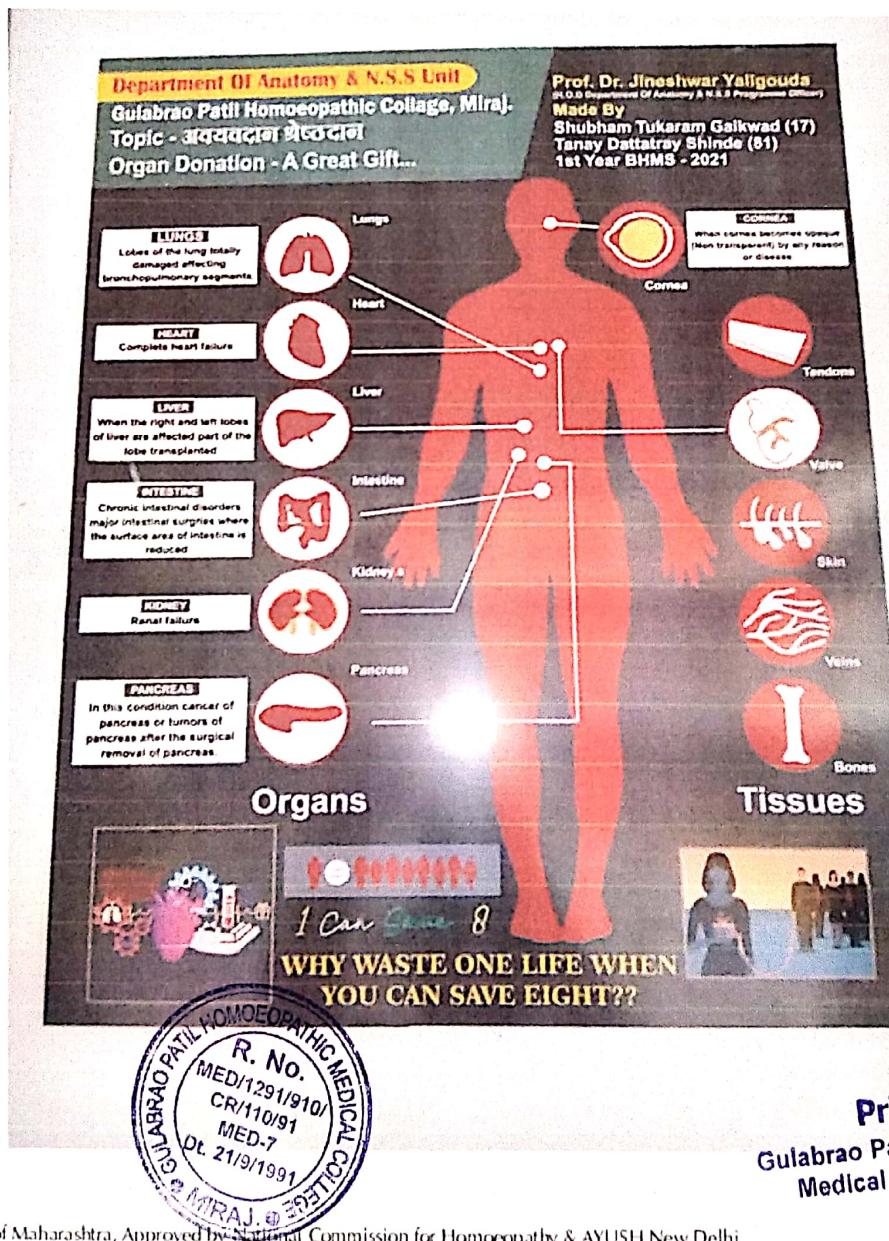 Department Of Anatomy & N.S.S Unit
Gulabrao Patil Homoeopathic Collage, Miraj.
Topic - अवयवदान श्रेष्ठदान
Organ Donation - A Great Gift...
Prof. Dr. Jineshwar Yaligouda
(H.O.D Department Of Anatomy & N.S.S Programme Officer)
Made By
Shubham Tukaram Gaikwad (17)
Tanay Dattatray Shinde (51)
1st Year BHMS - 2021
LUNGS
Lobes of the lung totally
damaged affecting
bronchopulmonary segments
Lungs
HEART
Complete heart failure
Heart
LIVER
When the right and left lobes
of liver are affected part of the
lobe transplanted
Liver
INTESTINE
Chronic intestinal disorders
major intestinal surgries where
the surface area of intestine is
reduced
Intestine
KIDNEY
Renal failure
Kidney.s
PANCREAS
In this condition cancer of
pancreas or tumors of
pancreas after the surgical
removal of pancreas.
Pancreas
Organs
CORNEA
When cornea becomes opaque
(Non transparent) by any reason
or disease
Cornea
Tendons
Valve
Skin
Veins
Bones
Tissues
1 Can Save 8
WHY WASTE ONE LIFE WHEN
YOU CAN SAVE EIGHT??
GULABRAO PATIL HOMOEOPATHIC MEDICAL COLLEGE
MIRAJ.
R. No.
MED/1291/910/
CR/110/91
MED-7
Dt. 21/9/1991
Pri
Gulabrao Pa
Medical
of Maharashtra, Approved by National Commission for Homoeopathy & AYUSH New Delhi